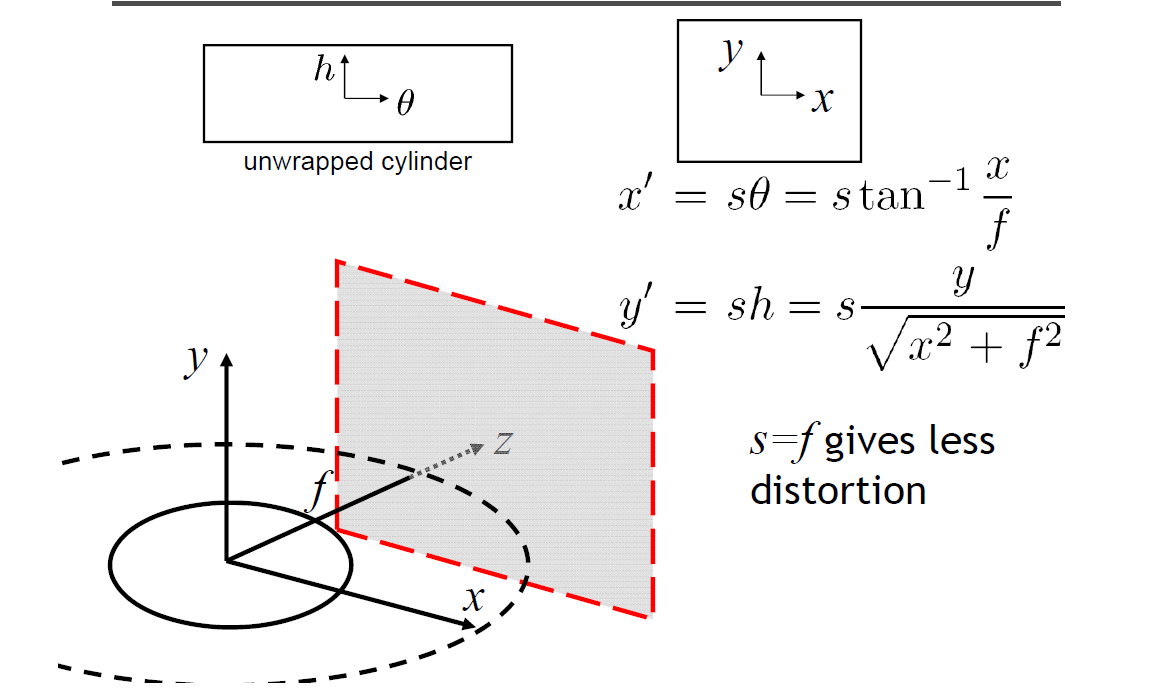 h
θ
unwrapped cylinder
y
x
x′ = sθ = s tan⁻¹ x/f
y′ = sh = s y/√(x² + f²)
y
z
f
x
s=f gives less
distortion